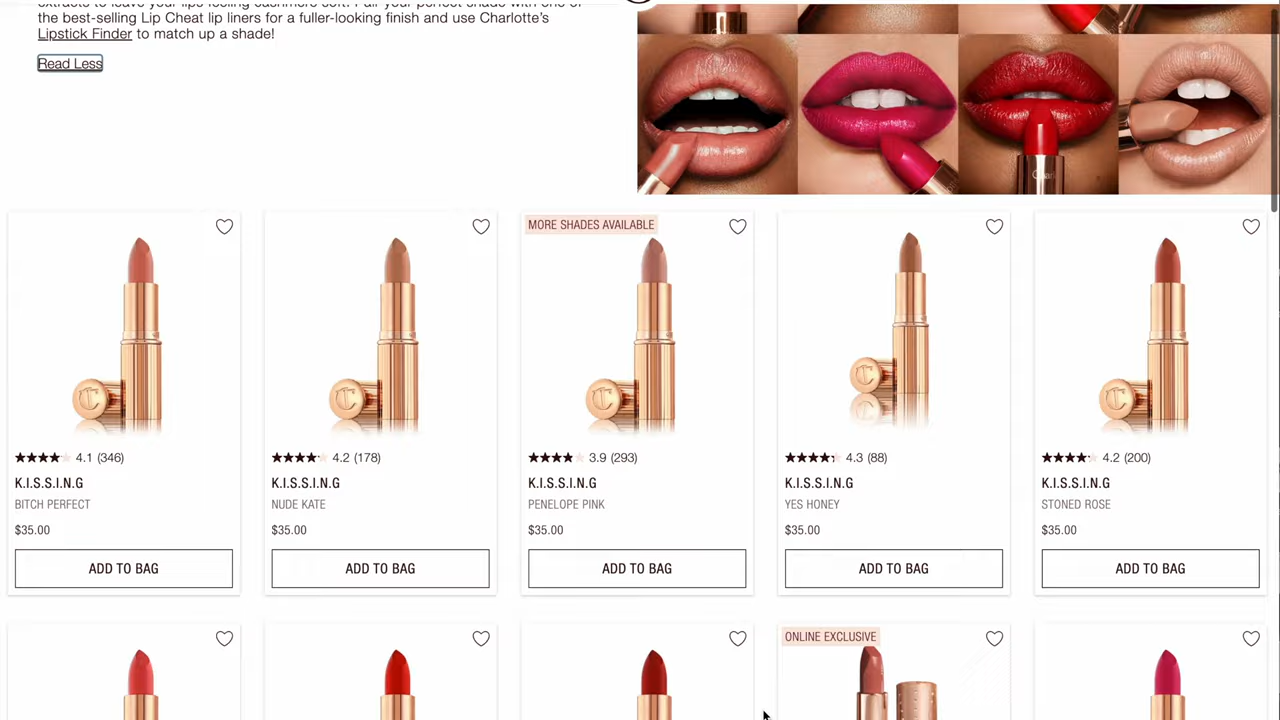 the best-selling Lip Cheat lip liners for a fuller-looking finish and use Charlotte's
Lipstick Finder to match up a shade!
Read Less
MORE SHADES AVAILABLE
4.1 (346)
4.2 (178)
3.9 (293)
4.3 (88)
4.2 (200)
K.I.S.S.I.N.G
K.I.S.S.I.N.G
K.I.S.S.I.N.G
K.I.S.S.I.N.G
K.I.S.S.I.N.G
BITCH PERFECT
NUDE KATE
PENELOPE PINK
YES HONEY
STONED ROSE
$35.00
$35.00
$35.00
$35.00
$35.00
ADD TO BAG
ADD TO BAG
ADD TO BAG
ADD TO BAG
ADD TO BAG
ONLINE EXCLUSIVE